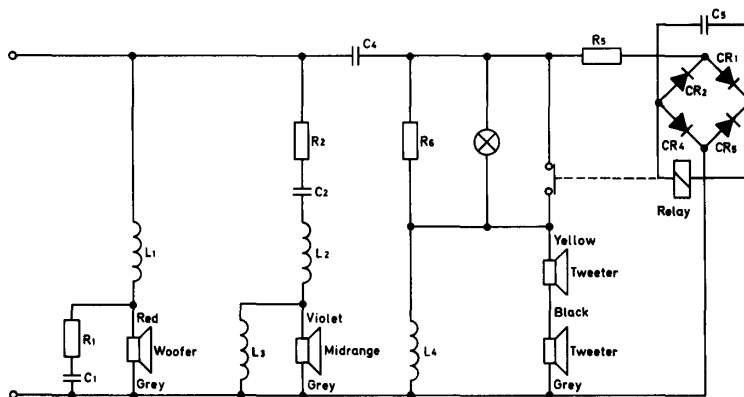 C5
C4
R5
CR1
CR2
R2
R6
CR4
CR5
C2
Relay
L1
L2
Yellow
Tweeter
Red
Violet
Black
R1
Woofer
L3
Midrange
L4
Tweeter
C1
Grey
Grey
Grey